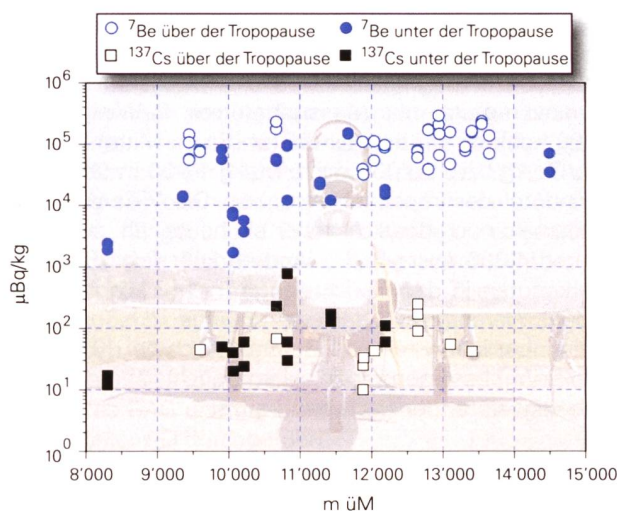 ⁷Be über der Tropopause ⁷Be unter der Tropopause
¹³⁷Cs über der Tropopause ¹³⁷Cs unter der Tropopause
10⁶
10⁵
10⁴
10³
10²
10¹
10⁰
µBq/kg
8'000 9'000 10'000 11'000 12'000 13'000 14'000 15'000
m üM